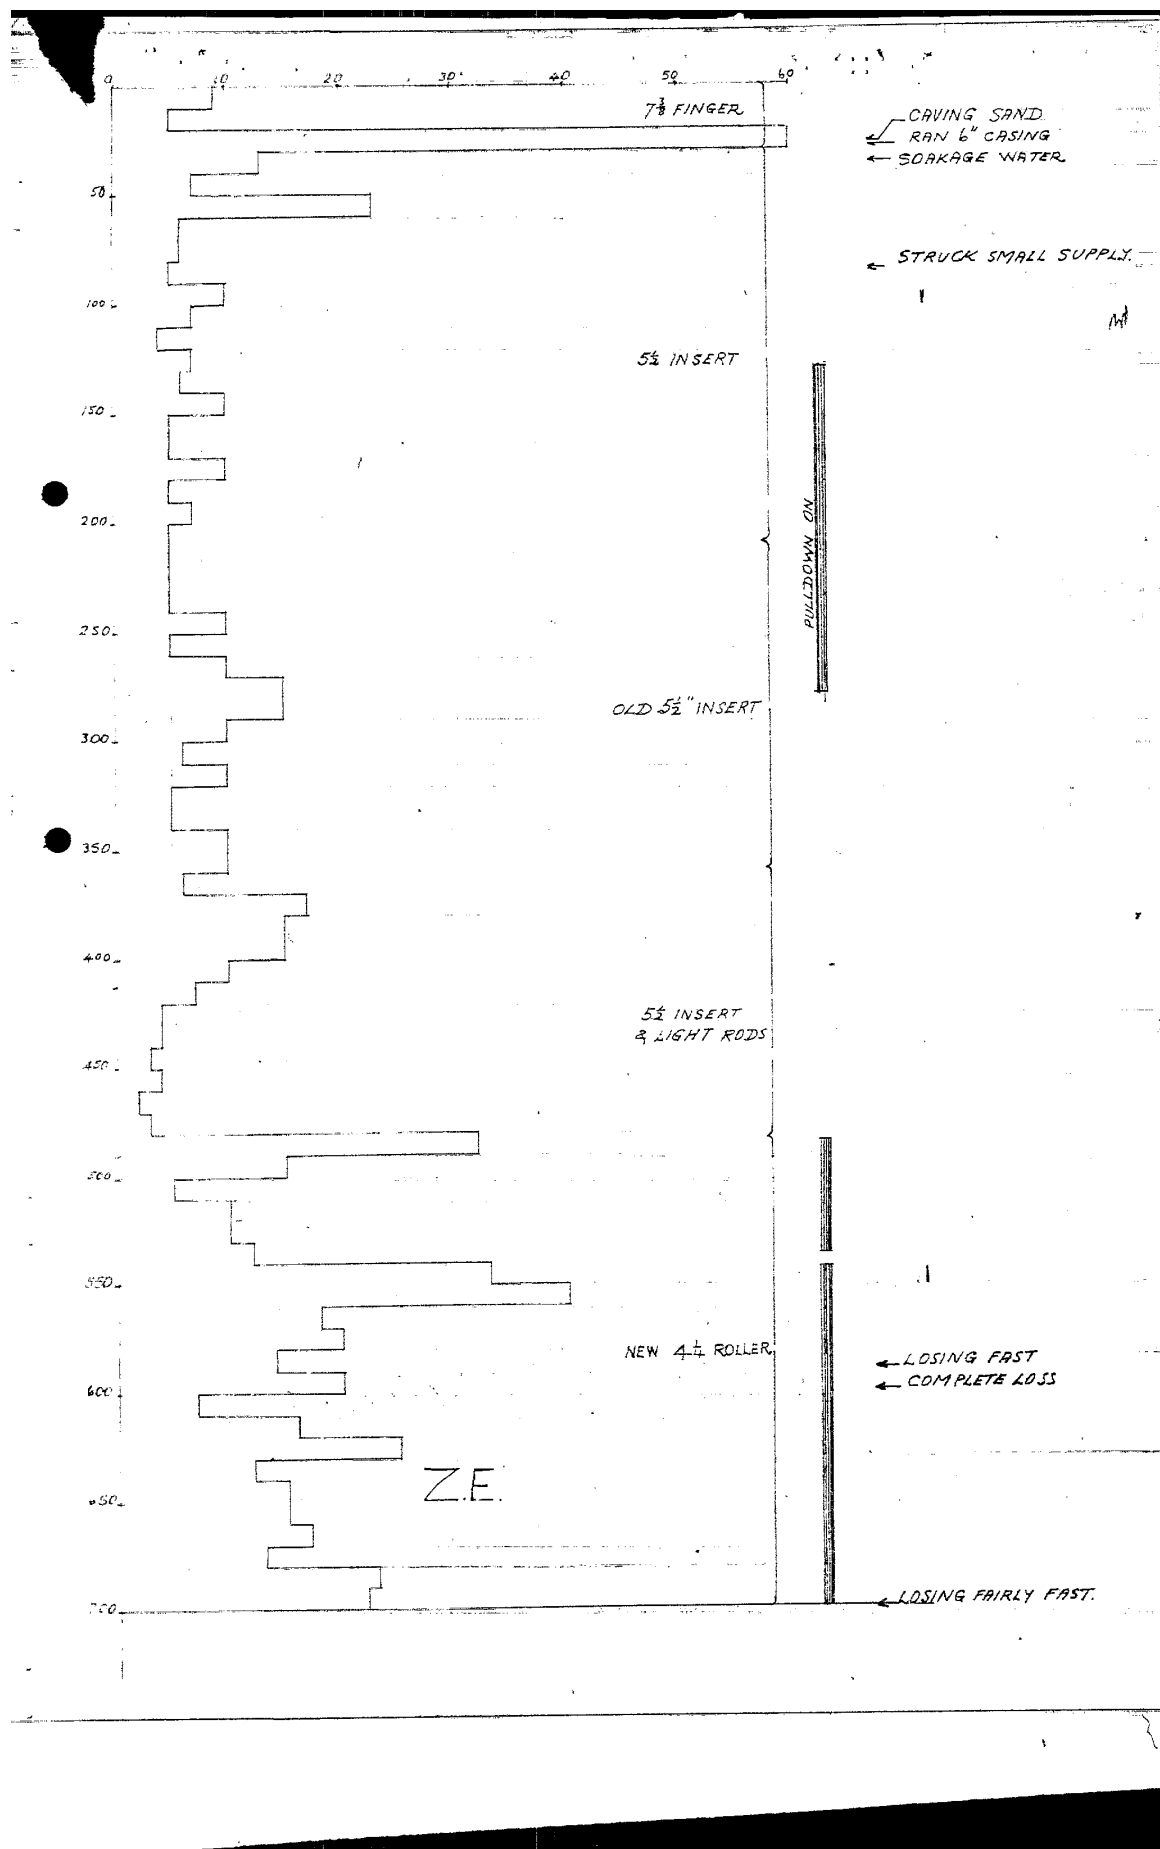 0 10 20 30 40 50 60
7⅜ FINGER
CAVING SAND
RAN 6" CASING
SOAKAGE WATER
50
STRUCK SMALL SUPPLY.
100
5½ INSERT
150
200
PULLDOWN ON
250
OLD 5½" INSERT
300
350
400
5½ INSERT
& LIGHT RODS
450
500
550
NEW 4¼ ROLLER
LOSING FAST
COMPLETE LOSS
600
Z.E.
650
700
LOSING FAIRLY FAST.